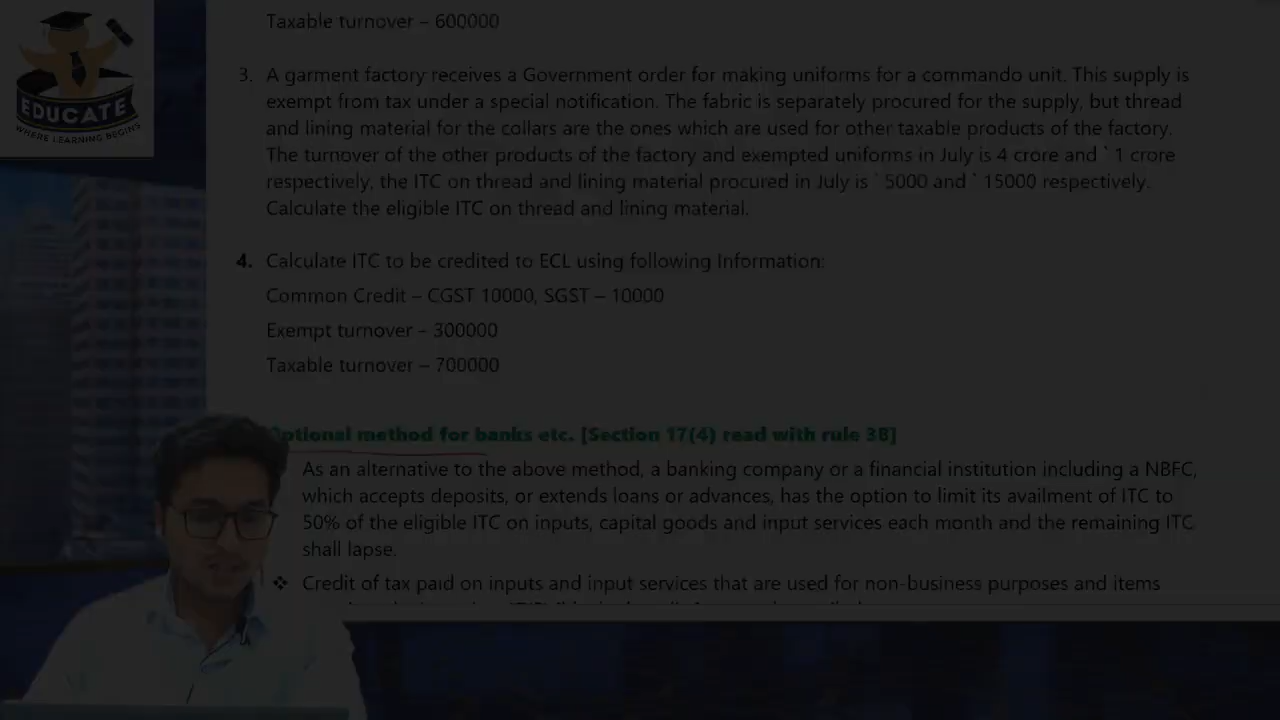 EDUCATE
WHERE LEARNING BEGINS
Taxable turnover – 600000
3. A garment factory receives a Government order for making uniforms for a commando unit. This supply is
exempt from tax under a special notification. The fabric is separately procured for the supply, but thread
and lining material for the collars are the ones which are used for other taxable products of the factory.
The turnover of the other products of the factory and exempted uniforms in July is 4 crore and ` 1 crore
respectively, the ITC on thread and lining material procured in July is ` 5000 and ` 15000 respectively.
Calculate the eligible ITC on thread and lining material.
4. Calculate ITC to be credited to ECL using following Information:
Common Credit – CGST 10000, SGST – 10000
Exempt turnover – 300000
Taxable turnover – 700000
Optional method for banks etc. [Section 17(4) read with rule 38]
As an alternative to the above method, a banking company or a financial institution including a NBFC,
which accepts deposits, or extends loans or advances, has the option to limit its availment of ITC to
50% of the eligible ITC on inputs, capital goods and input services each month and the remaining ITC
shall lapse.
❖ Credit of tax paid on inputs and input services that are used for non-business purposes and items